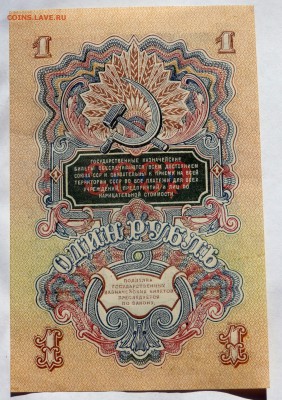 COINS.LAVE.RU
1 1
ГОСУДАРСТВЕННЫЕ КАЗНАЧЕЙСКИЕ
БИЛЕТЫ ОБЕСПЕЧИВАЮТСЯ ВСЕМ ДОСТОЯНИЕМ
СОЮЗА ССР И ОБЯЗАТЕЛЬНЫ К ПРИЕМУ НА ВСЕЙ
ТЕРРИТОРИИ СССР ВО ВСЕ ПЛАТЕЖИ ДЛЯ ВСЕХ
УЧРЕЖДЕНИЙ, ПРЕДПРИЯТИЙ И ЛИЦ ПО
НАРИЦАТЕЛЬНОЙ СТОИМОСТИ.
ОДИН РУБЛЬ
ПОДДЕЛКА
ГОСУДАРСТВЕННЫХ
КАЗНАЧЕЙСКИХ БИЛЕТОВ
ПРЕСЛЕДУЕТСЯ
ПО ЗАКОНУ.
1 1